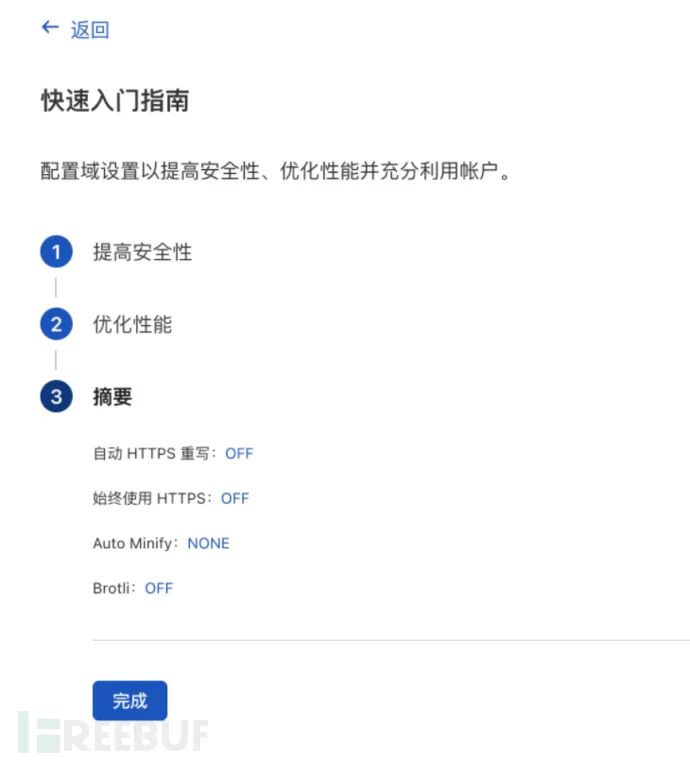 ← 返回
快速入门指南
配置域设置以提高安全性、优化性能并充分利用帐户。
1 提高安全性
2 优化性能
3 摘要
自动 HTTPS 重写：OFF
始终使用 HTTPS：OFF
Auto Minify：NONE
Brotli：OFF
完成
FREEBUF